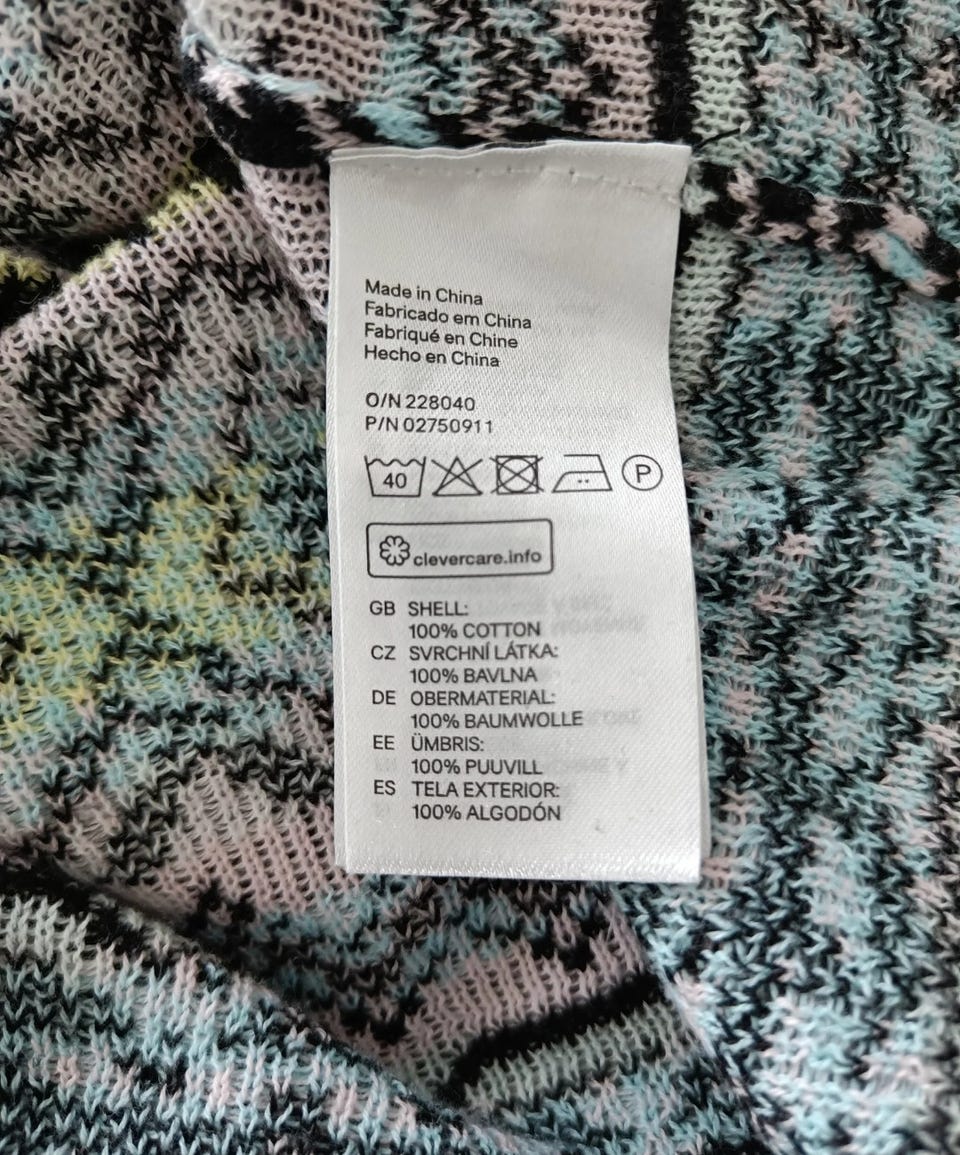 Made in China
Fabricado em China
Fabriqué en Chine
Hecho en China
O/N 228040
P/N 02750911
40 P
clevercare.info
GB SHELL:
100% COTTON
CZ SVRCHNÍ LÁTKA:
100% BAVLNA
DE OBERMATERIAL:
100% BAUMWOLLE
EE ÜMBRIS:
100% PUUVILL
ES TELA EXTERIOR:
100% ALGODÓN